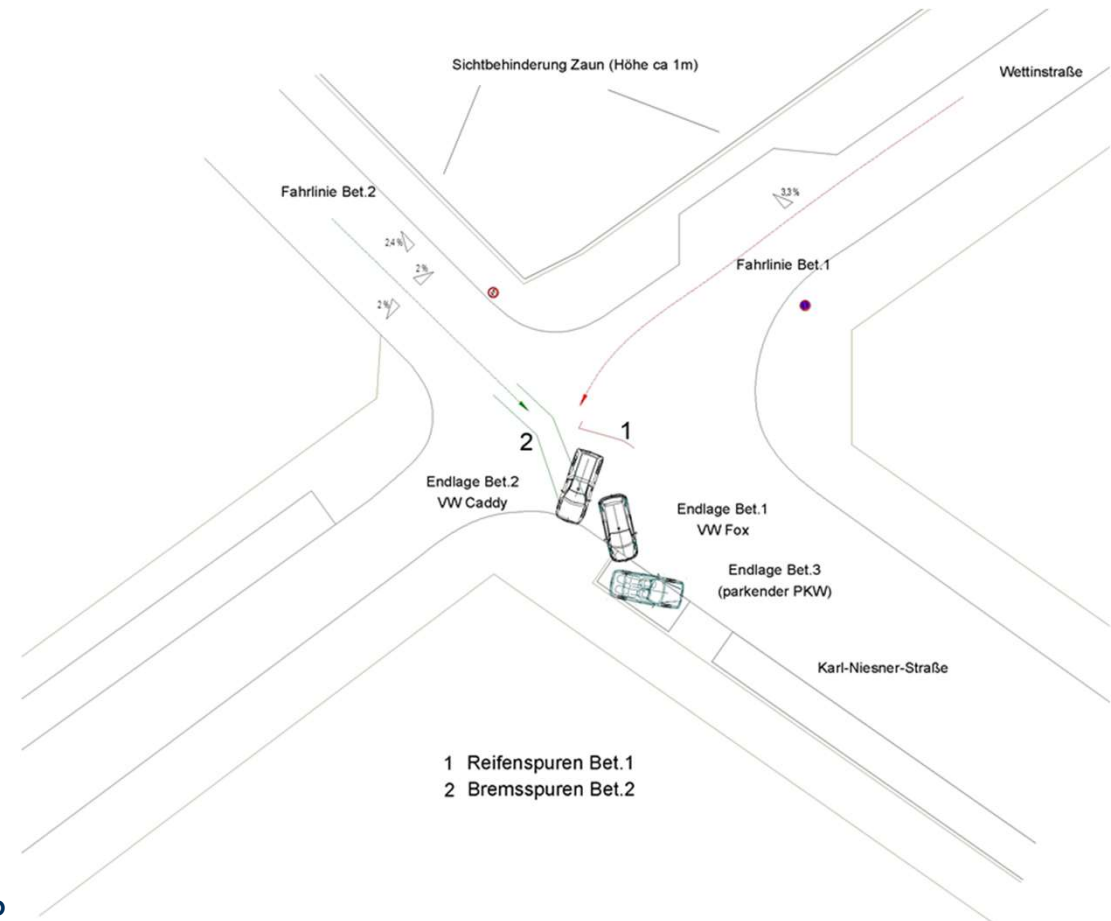 Sichtbehinderung Zaun (Höhe ca 1m)
Wettinstraße
Fahrlinie Bet.2
3,3%
2,4 %
2%
2%
Fahrlinie Bet.1
1
2
Endlage Bet.2
VW Caddy
Endlage Bet.1
VW Fox
Endlage Bet.3
(parkender PKW)
Karl-Niesner-Straße
1 Reifenspuren Bet.1
2 Bremsspuren Bet.2